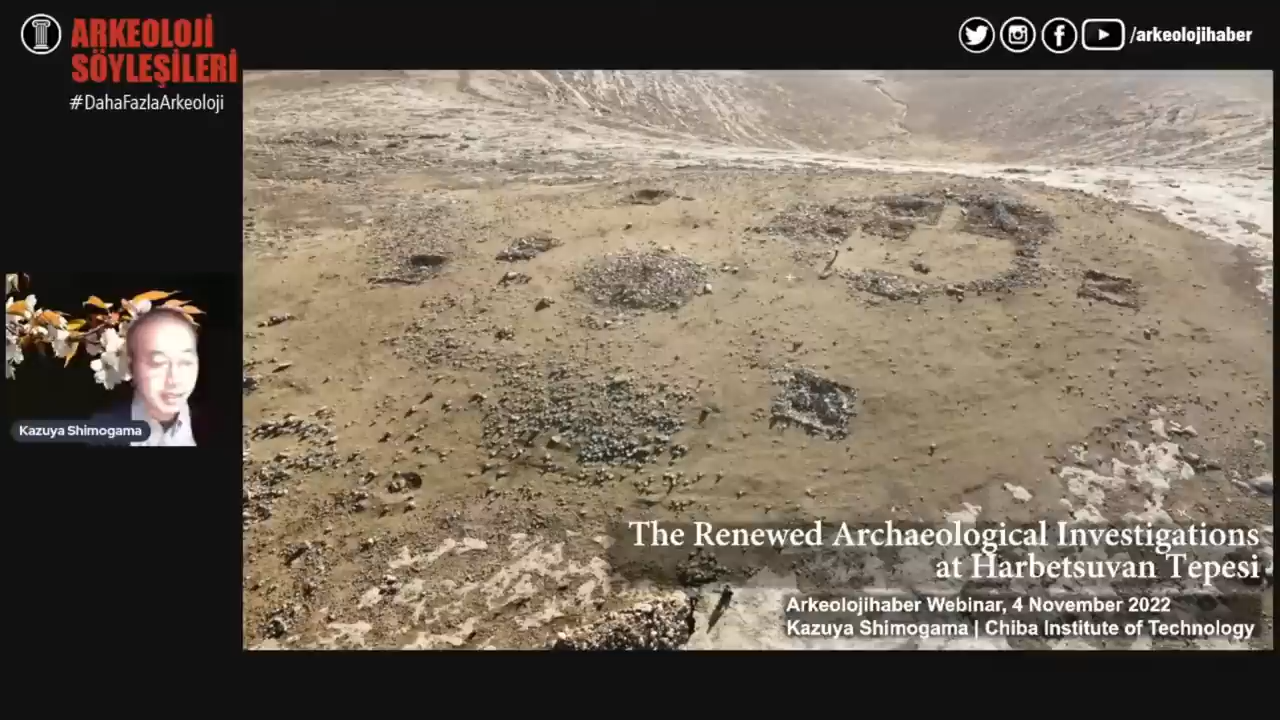 ARKEOLOJİ
SÖYLEŞİLERİ
#DahaFazlaArkeoloji
/arkeolojihaber
Kazuya Shimogama
The Renewed Archaeological Investigations
at Harbetsuvan Tepesi
Arkeolojihaber Webinar, 4 November 2022
Kazuya Shimogama | Chiba Institute of Technology